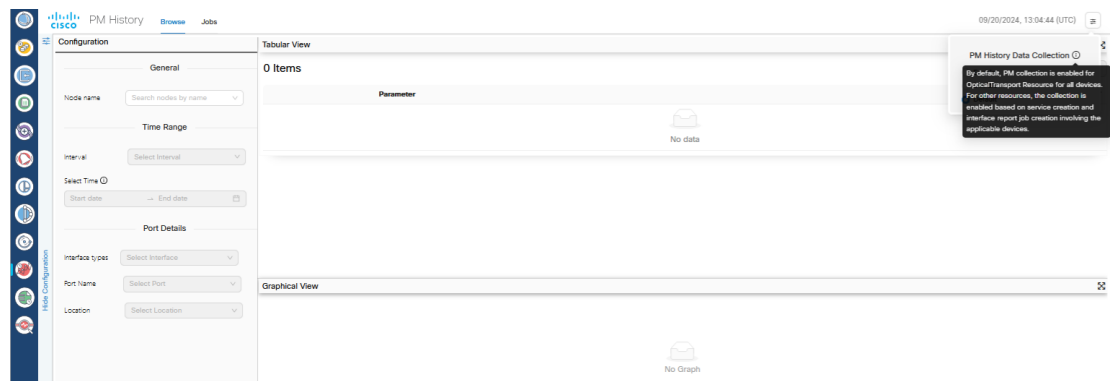 cisco
PM History
Browse
Jobs
09/20/2024, 13:04:44 (UTC)
Configuration
General
Node name
Search nodes by name
Time Range
Interval
Select Interval
Select Time
Start date → End date
Port Details
Interface types
Select Interface
Port Name
Select Port
Location
Select Location
Hide Configuration
Tabular View
0 Items
Parameter
No data
Graphical View
No Graph
PM History Data Collection
By default, PM collection is enabled for
OpticalTransport Resource for all devices.
For other resources, the collection is
enabled based on service creation and
interface report job creation involving the
applicable devices.